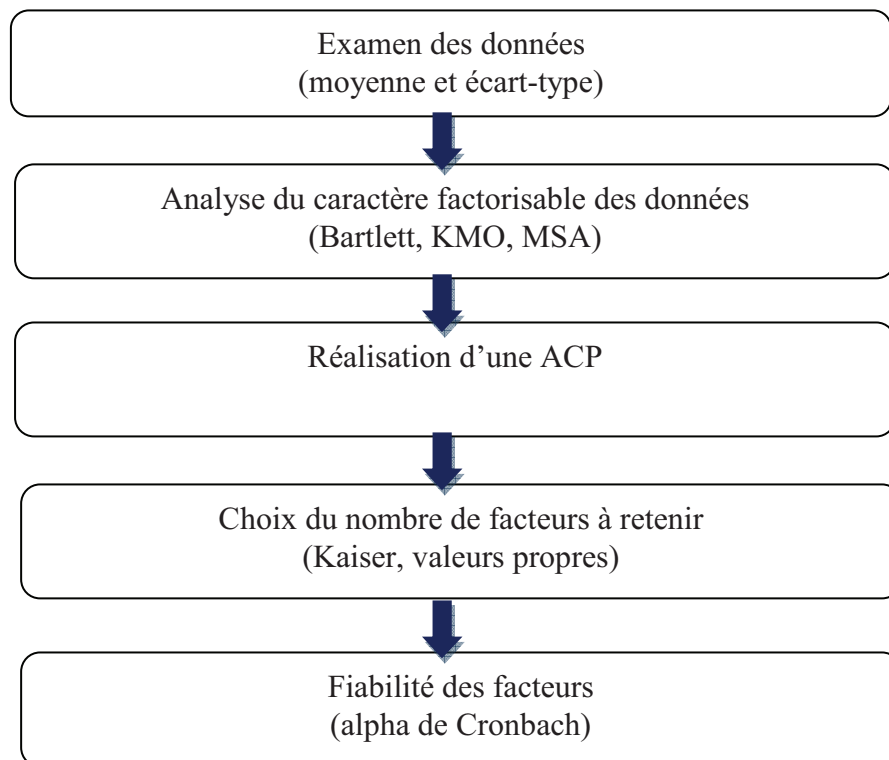 Examen des données
(moyenne et écart-type)
Analyse du caractère factorisable des données
(Bartlett, KMO, MSA)
Réalisation d’une ACP
Choix du nombre de facteurs à retenir
(Kaiser, valeurs propres)
Fiabilité des facteurs
(alpha de Cronbach)